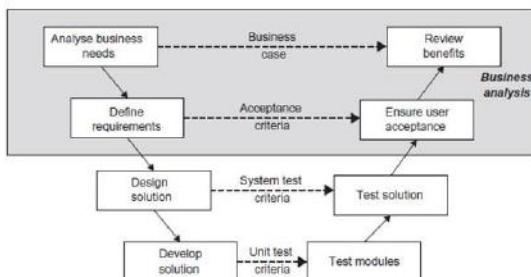 Analyse business
needs
Business
case
Review
benefits
Business
analysis
Define
requirements
Acceptance
criteria
Ensure user
acceptance
Design
solution
System test
criteria
Test solution
Develop
solution
Unit test
criteria
Test modules